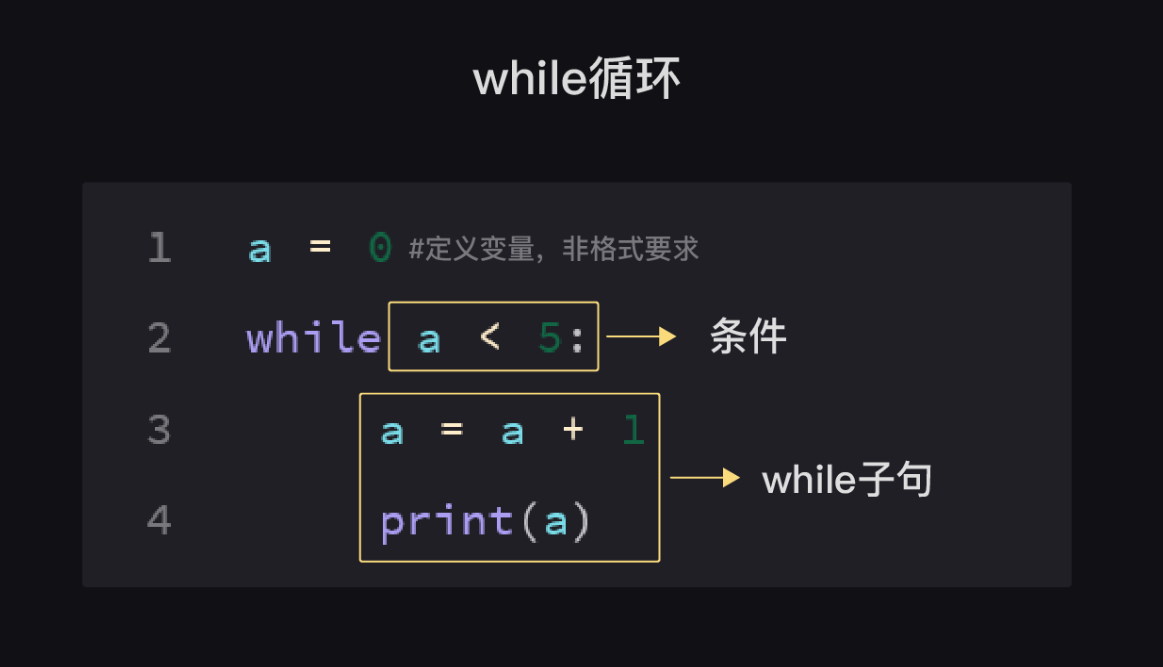 while循环
1 a = 0 #定义变量，非格式要求
2 while a < 5: 条件
3 a = a + 1
while子句
4 print(a)